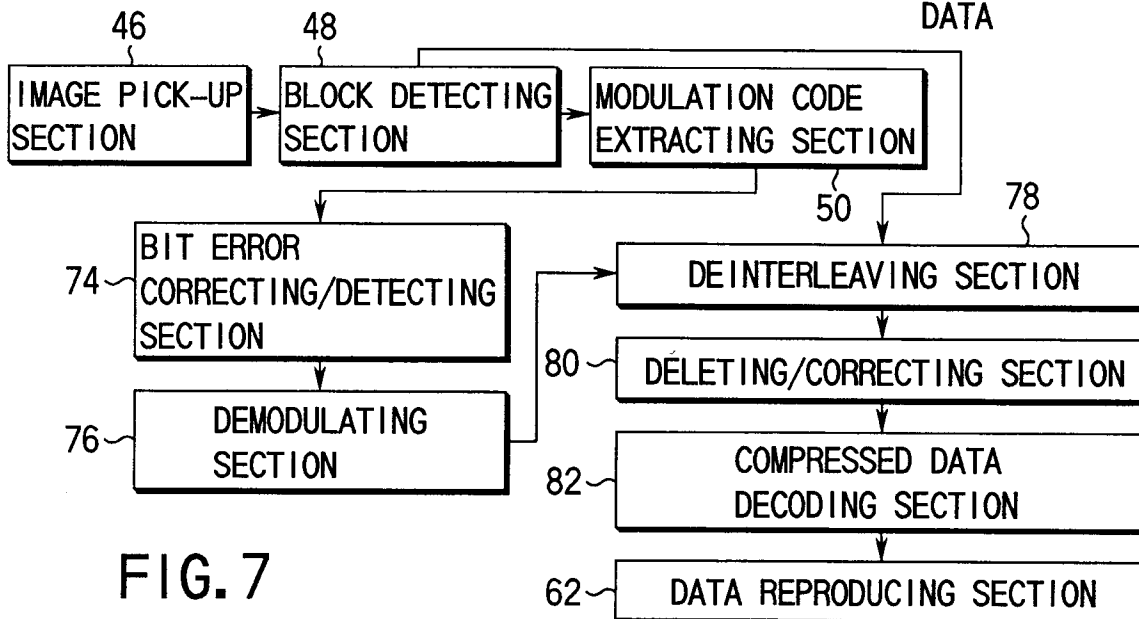 DATA
46
48
IMAGE PICK-UP
SECTION
BLOCK DETECTING
SECTION
MODULATION CODE
EXTRACTING SECTION
50
78
74
BIT ERROR
CORRECTING/DETECTING
SECTION
DEINTERLEAVING SECTION
80
DELETING/CORRECTING SECTION
76
DEMODULATING
SECTION
82
COMPRESSED DATA
DECODING SECTION
FIG. 7
62
DATA REPRODUCING SECTION